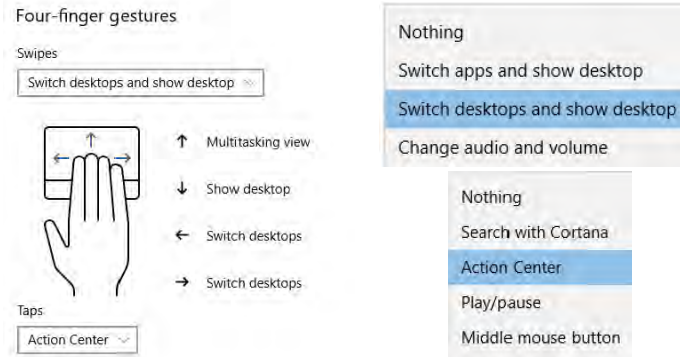 Four-finger gestures
Swipes
Switch desktops and show desktop
↑ Multitasking view
↓ Show desktop
← Switch desktops
→ Switch desktops
Taps
Action Center
Nothing
Switch apps and show desktop
Switch desktops and show desktop
Change audio and volume
Nothing
Search with Cortana
Action Center
Play/pause
Middle mouse button